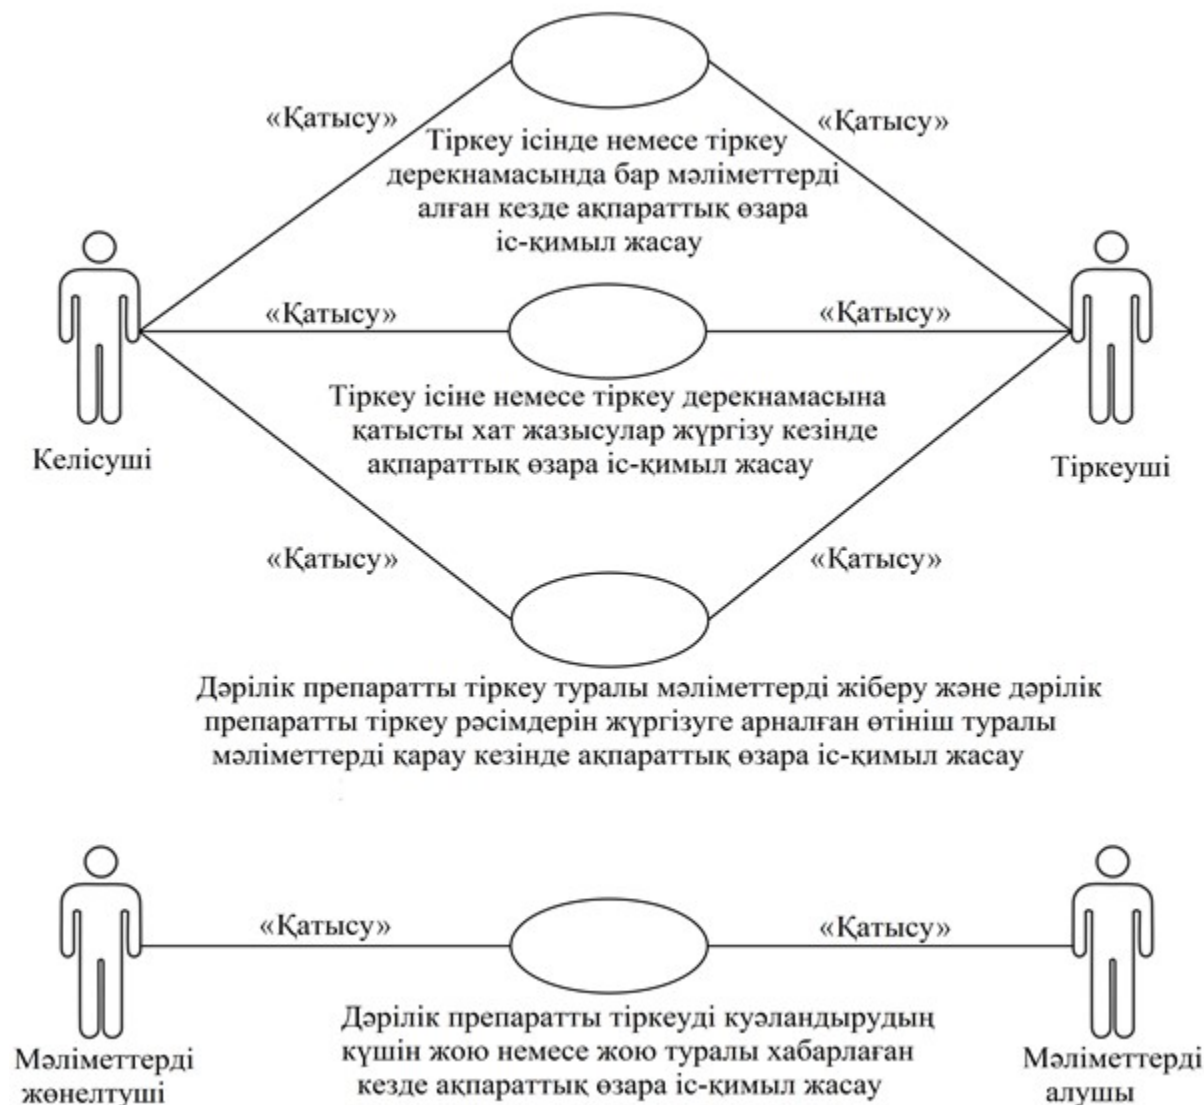 «Қатысу»
«Қатысу»
Тіркеу ісінде немесе тіркеу
дерекнамасында бар мәліметтерді
алған кезде ақпараттық өзара
іс-қимыл жасау
«Қатысу»
«Қатысу»
Тіркеу ісіне немесе тіркеу дерекнамасына
қатысты хат жазысулар жүргізу кезінде
ақпараттық өзара іс-қимыл жасау
Келісуші
Тіркеуші
«Қатысу»
«Қатысу»
Дәрілік препаратты тіркеу туралы мәліметтерді жіберу және дәрілік
препаратты тіркеу рәсімдерін жүргізуге арналған өтініш туралы
мәліметтерді қарау кезінде ақпараттық өзара іс-қимыл жасау
«Қатысу»
«Қатысу»
Дәрілік препаратты тіркеуді куәландырудың
күшін жою немесе жою туралы хабарлаған
кезде ақпараттық өзара іс-қимыл жасау
Мәліметтерді
жөнелтуші
Мәліметтерді
алушы